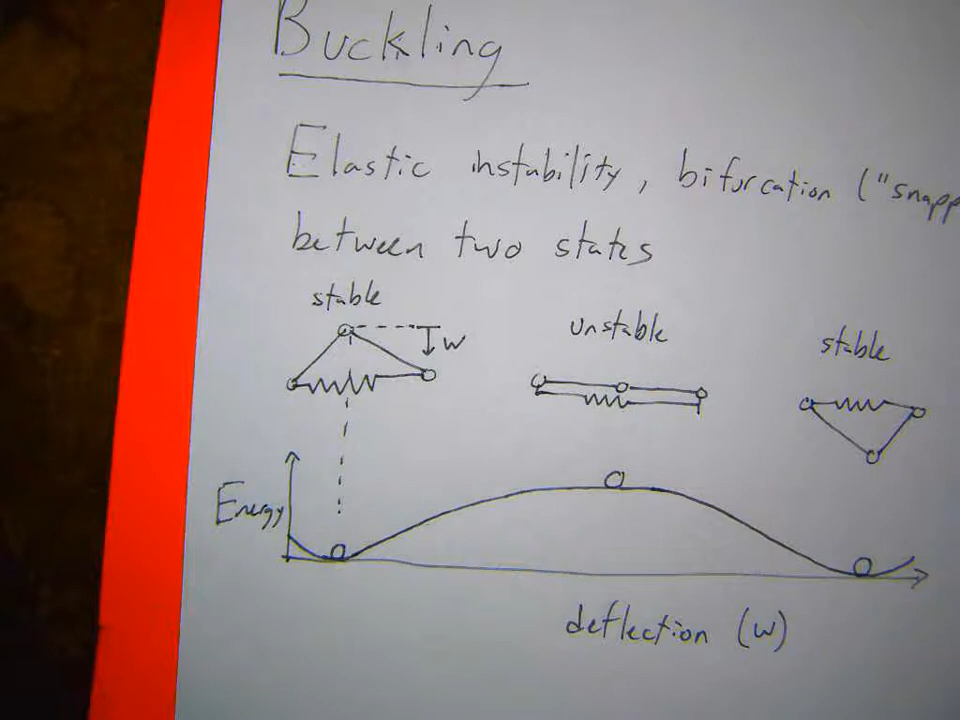 Buckling
Elastic instability, bifurcation ("snapp
between two states
stable
w
unstable
stable
Energy
deflection (w)